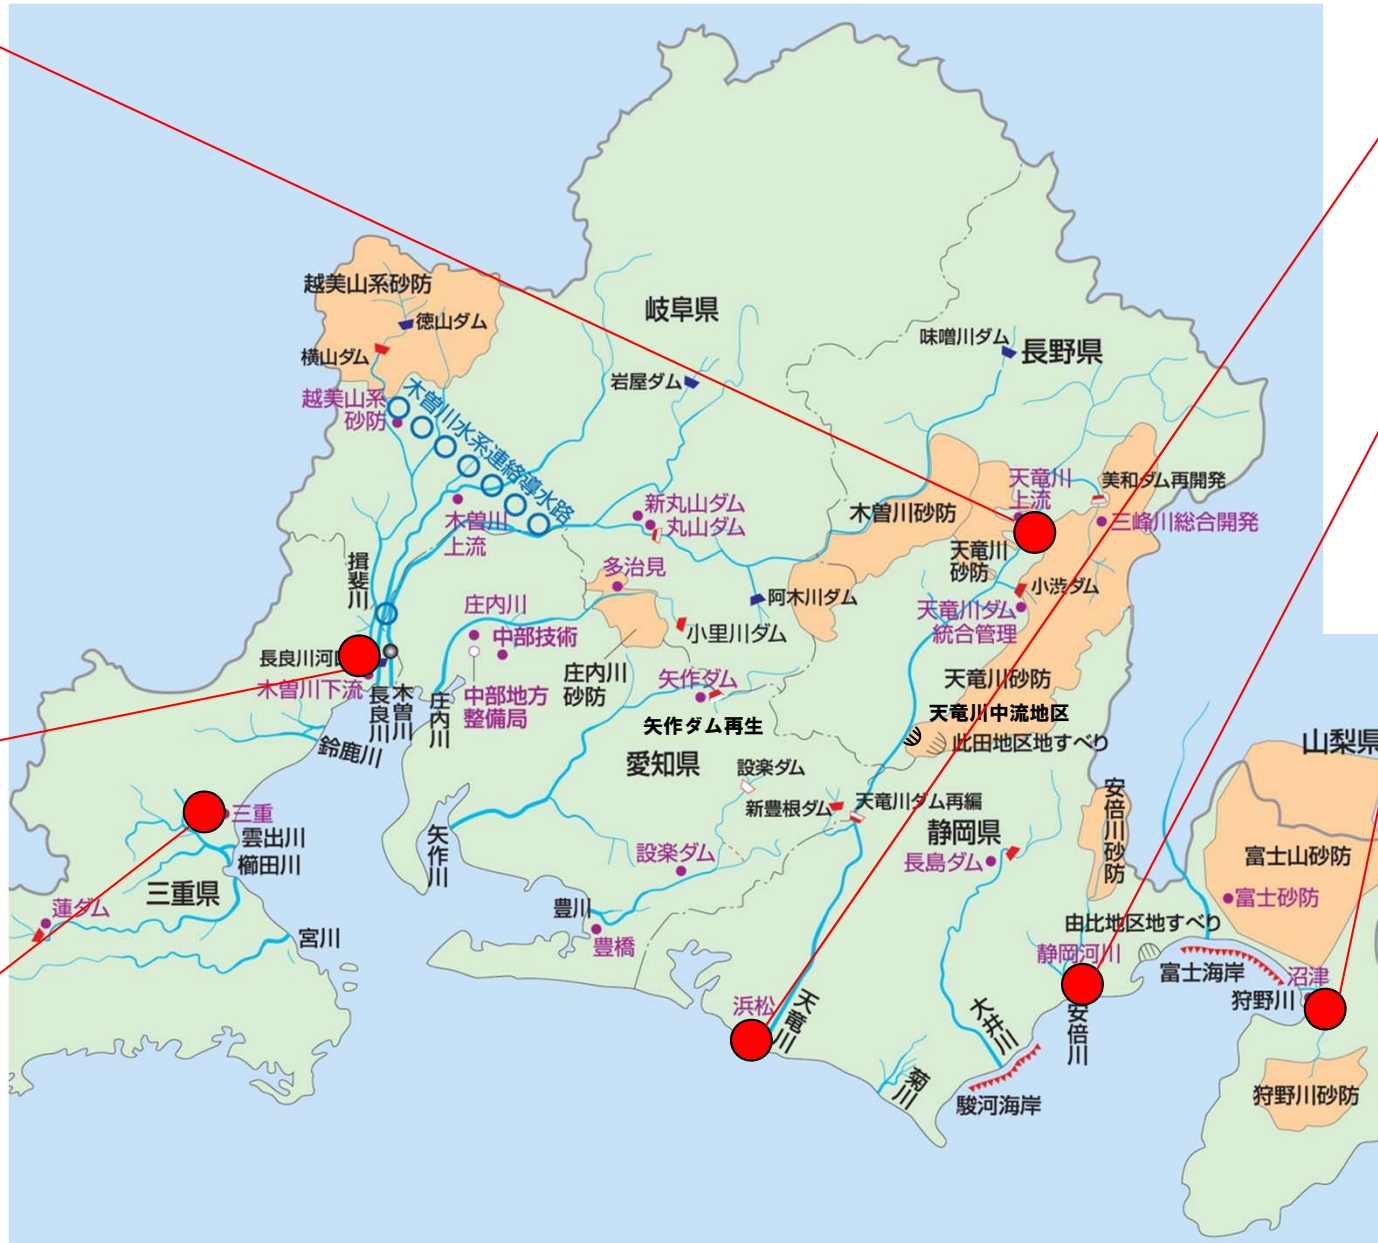 越美山系砂防
徳山ダム
横山ダム
越美山系
砂防
木曽川水系連絡導水路
岐阜県
岩屋ダム
味噌川ダム
長野県
木曽川
上流
新丸山ダム
丸山ダム
木曽川砂防
天竜川
上流
美和ダム再開発
三峰川総合開発
天竜川
砂防
小渋ダム
天竜川ダム
統合管理
揖斐川
多治見
阿木川ダム
庄内川
中部技術
小里川ダム
長良川河口
木曽川下流
長良川
木曽川
庄内川
中部地方
整備局
庄内川
砂防
矢作ダム
矢作ダム再生
天竜川砂防
天竜川中流地区
此田地区地すべり
鈴鹿川
愛知県
設楽ダム
新豊根ダム
天竜川ダム再編
山梨県
三重
雲出川
櫛田川
三重県
蓮ダム
宮川
矢作川
設楽ダム
豊川
豊橋
静岡県
長島ダム
安倍川砂防
富士山砂防
富士砂防
由比地区地すべり
静岡河川
富士海岸
沼津
狩野川
浜松
天竜川
大井川
安倍川
菊川
駿河海岸
狩野川砂防